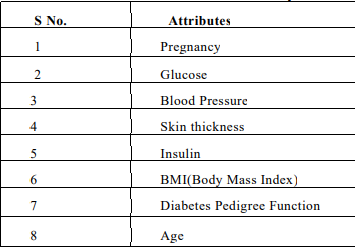 S No. Attributes
1 Pregnancy
2 Glucose
3 Blood Pressure
4 Skin thickness
5 Insulin
6 BMI(Body Mass Index)
7 Diabetes Pedigree Function
8 Age